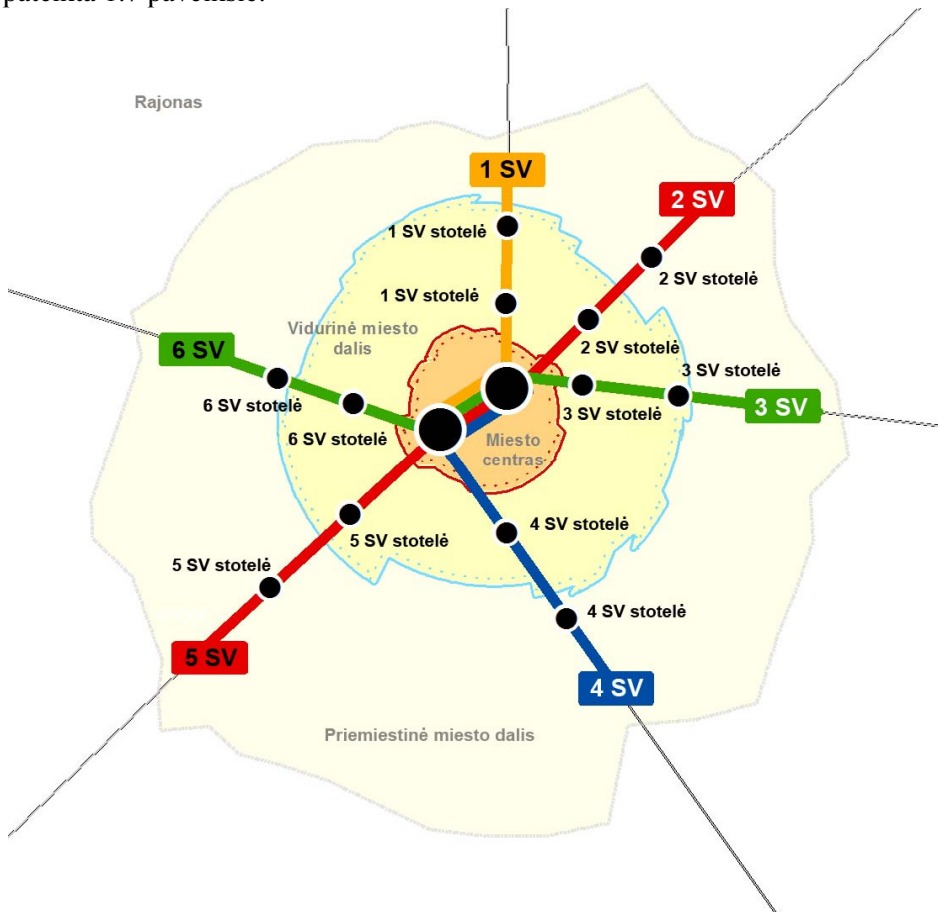 pateikta 1.7 paveiksle.
Rajonas
1 SV
2 SV
1 SV stotelė
2 SV stotelė
1 SV stotelė
Vidurinė miesto
dalis
2 SV stotelė
6 SV
3 SV stotelė
6 SV stotelė
3 SV stotelė
3 SV
6 SV stotelė
Miesto
centras
4 SV stotelė
5 SV stotelė
5 SV stotelė
4 SV stotelė
5 SV
4 SV
Priemiestinė miesto dalis